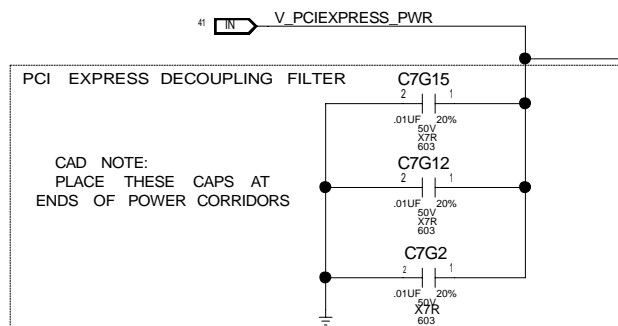 41 IN V_PCIEXPRESS_PWR
PCI EXPRESS DECOUPLING FILTER
C7G15
2 1
.01UF 20%
50V
X7R
603
CAD NOTE:
PLACE THESE CAPS AT
ENDS OF POWER CORRIDORS
C7G12
2 1
.01UF 20%
50V
X7R
603
C7G2
2 1
.01UF 20%
50V
X7R
603